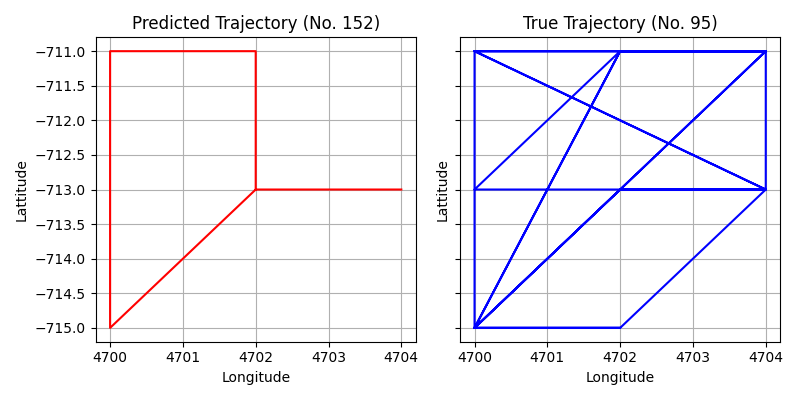 Predicted Trajectory (No. 152)
True Trajectory (No. 95)
Lattitude
−711.0
−711.5
−712.0
−712.5
−713.0
−713.5
−714.0
−714.5
−715.0
4700 4701 4702 4703 4704
Longitude
Lattitude
4700 4701 4702 4703 4704
Longitude